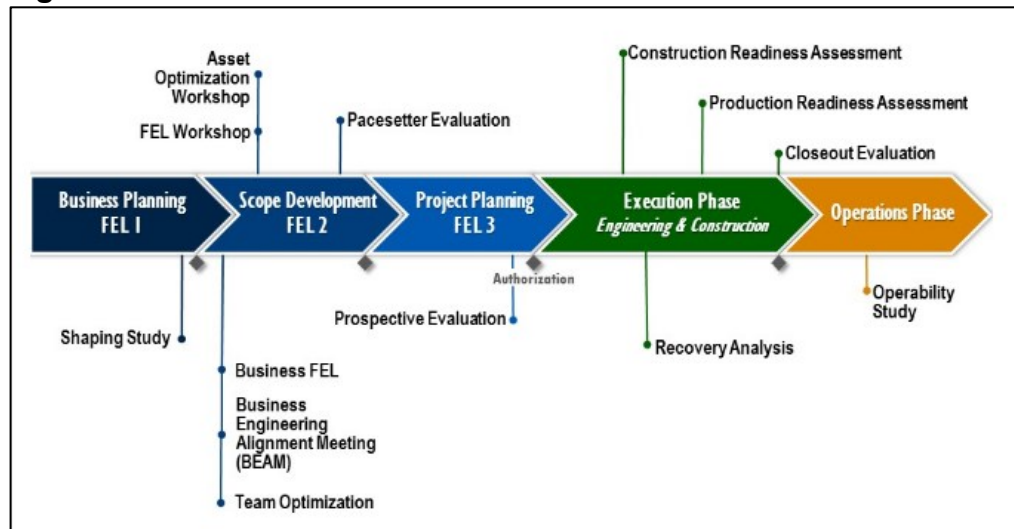 Asset
Optimization
Workshop
FEL Workshop
Pacesetter Evaluation
Construction Readiness Assessment
Production Readiness Assessment
Closeout Evaluation
Business Planning
FEL 1
Scope Development
FEL 2
Project Planning
FEL 3
Execution Phase
Engineering & Construction
Operations Phase
Authorization
Shaping Study
Prospective Evaluation
Operability
Study
Recovery Analysis
Business FEL
Business
Engineering
Alignment Meeting
(BEAM)
Team Optimization